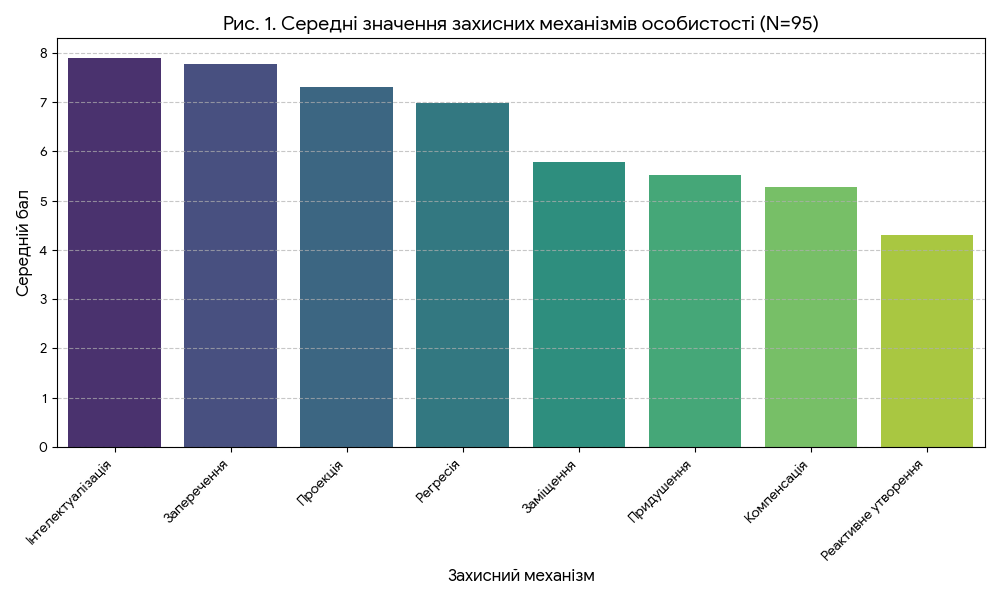 Рис. 1. Середні значення захисних механізмів особистості (N=95)
Середній бал
8
7
6
5
4
3
2
1
0
Інтелектуалізація
Заперечення
Проекція
Регресія
Заміщення
Придушення
Компенсація
Реактивне утворення
Захисний механізм